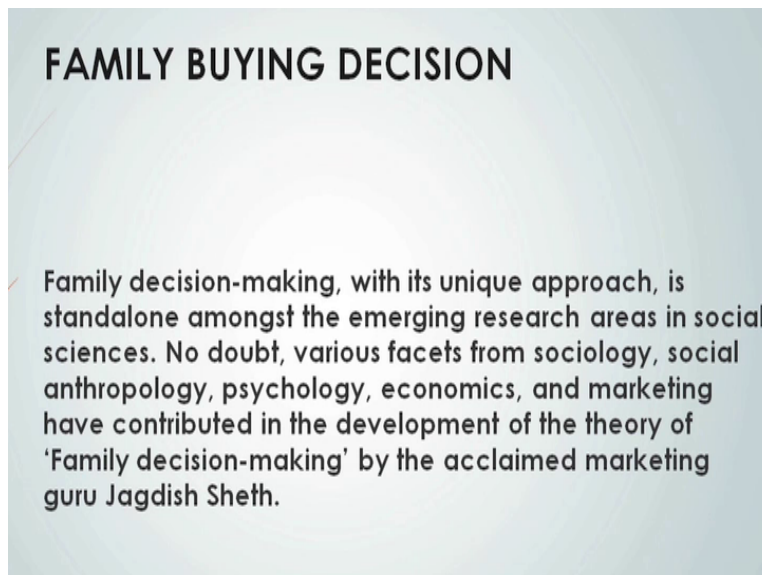 FAMILY BUYING DECISION
Family decision-making, with its unique approach, is
standalone amongst the emerging research areas in social
sciences. No doubt, various facets from sociology, social
anthropology, psychology, economics, and marketing
have contributed in the development of the theory of
‘Family decision-making’ by the acclaimed marketing
guru Jagdish Sheth.